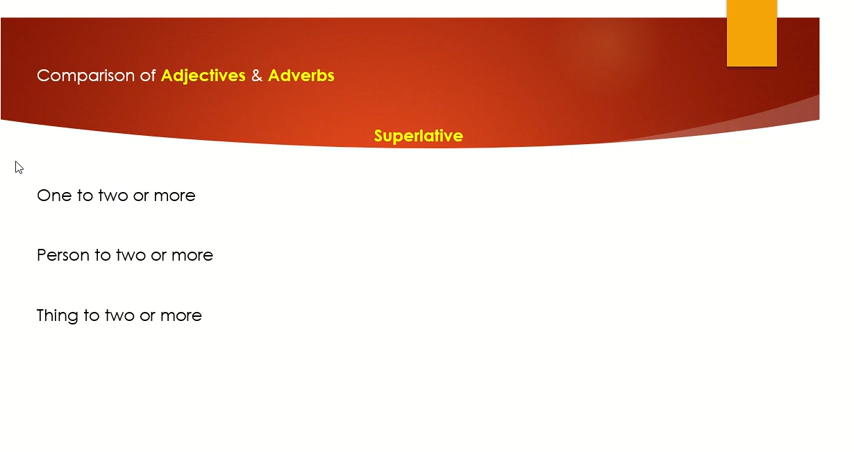 Comparison of Adjectives & Adverbs
Superlative
One to two or more
Person to two or more
Thing to two or more